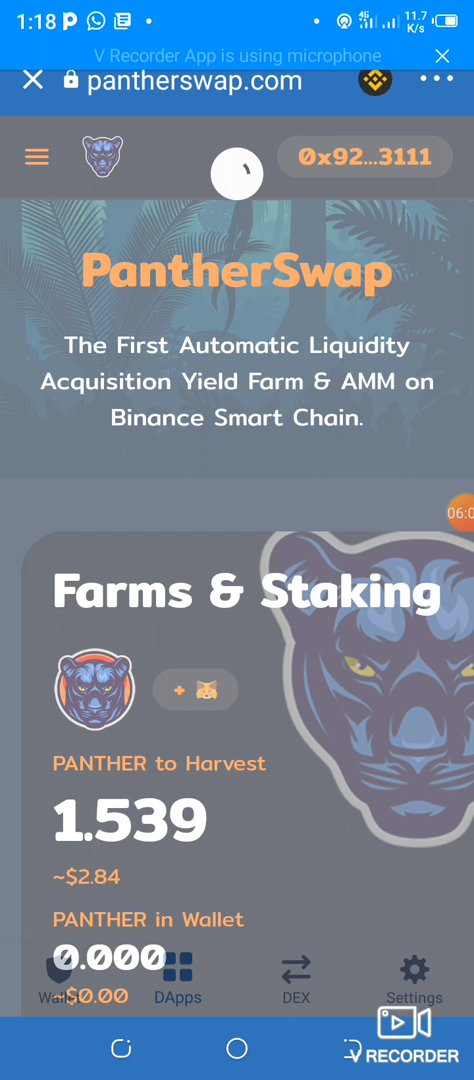 1:18
4G
11.7
K/s
V Recorder App is using microphone
pantherswap.com
0x92...3111
PantherSwap
The First Automatic Liquidity
Acquisition Yield Farm & AMM on
Binance Smart Chain.
06:0
Farms & Staking
PANTHER to Harvest
1.539
~$2.84
PANTHER in Wallet
0.000
~$0.00
Wallet
DApps
DEX
Settings
V RECORDER